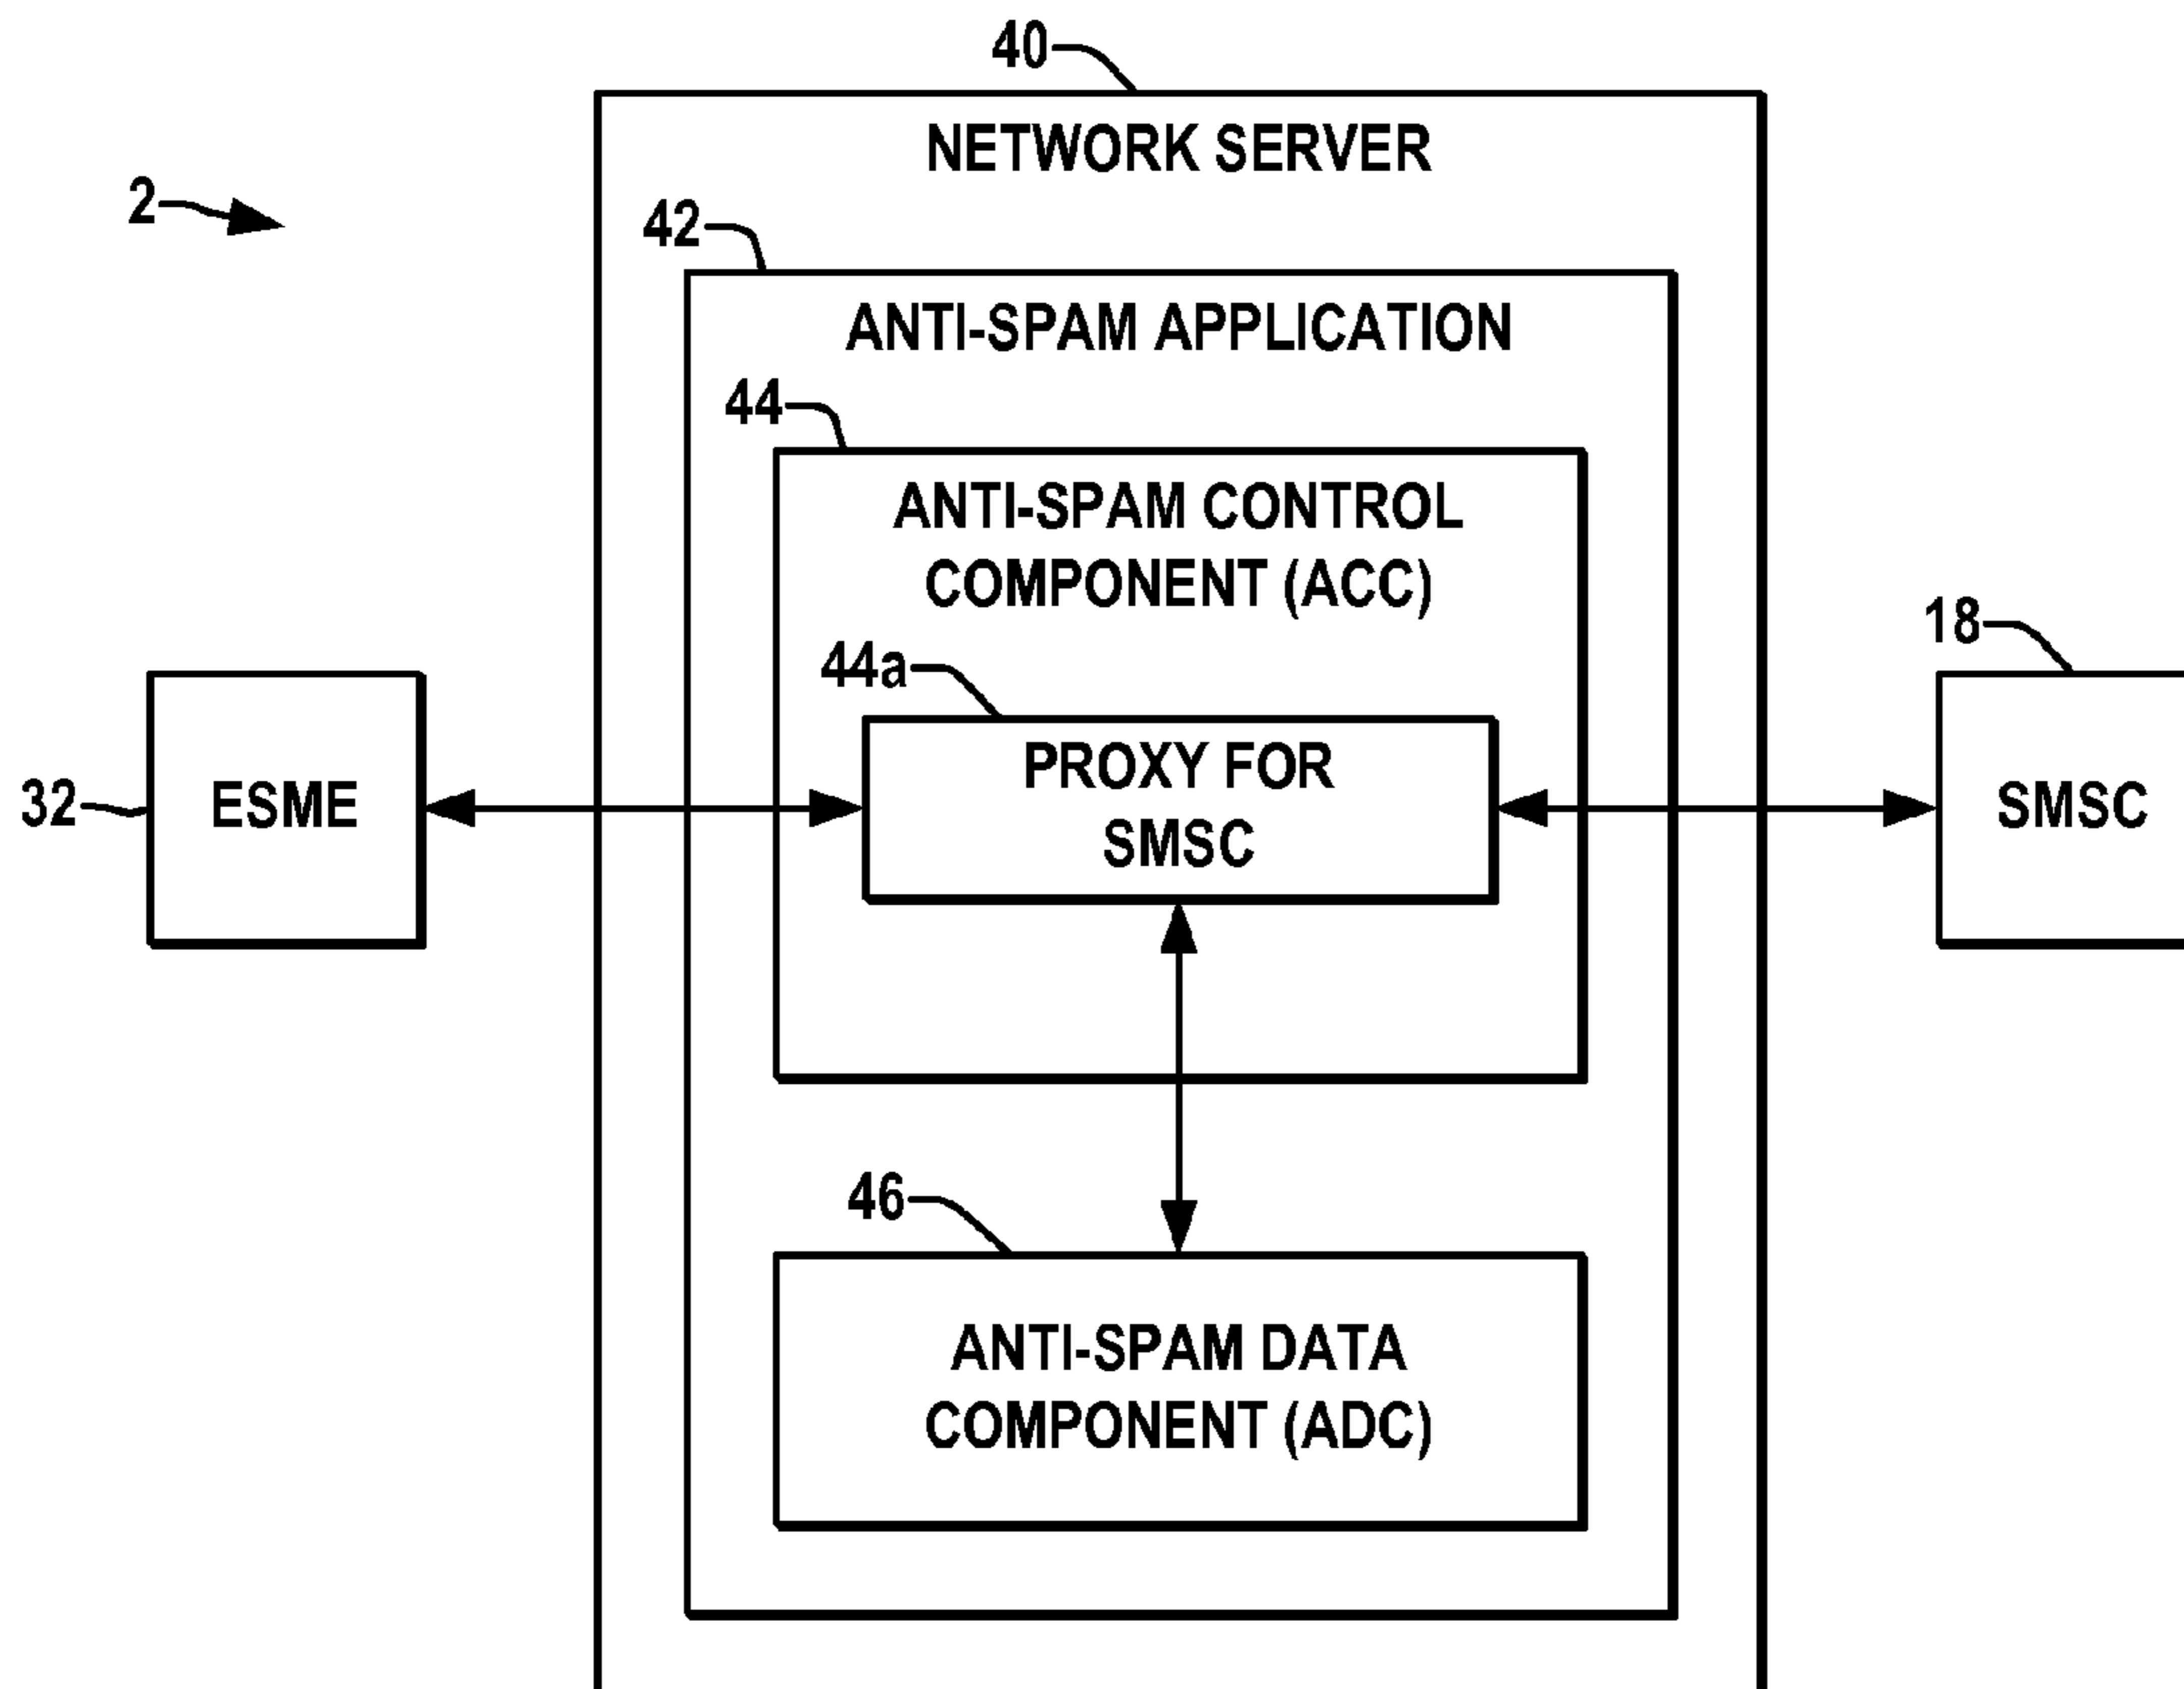 40
NETWORK SERVER
2
42
ANTI-SPAM APPLICATION
44
ANTI-SPAM CONTROL
COMPONENT (ACC)
18
44a
PROXY FOR
SMSC
32
ESME
SMSC
46
ANTI-SPAM DATA
COMPONENT (ADC)